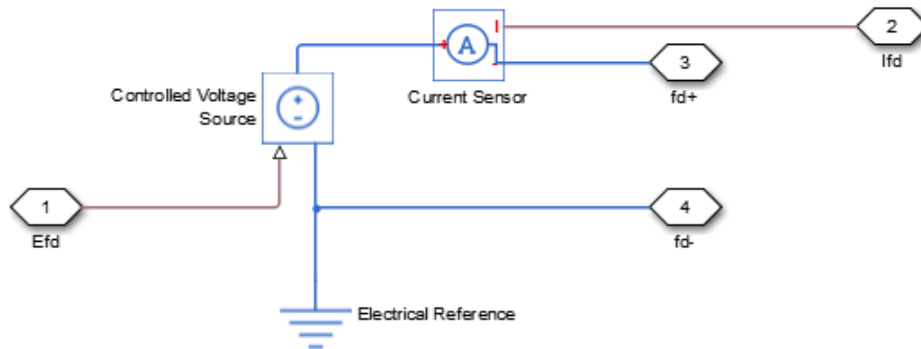 2
Ifd
A
I
3
fd+
Current Sensor
Controlled Voltage
Source
1
Efd
4
fd-
Electrical Reference